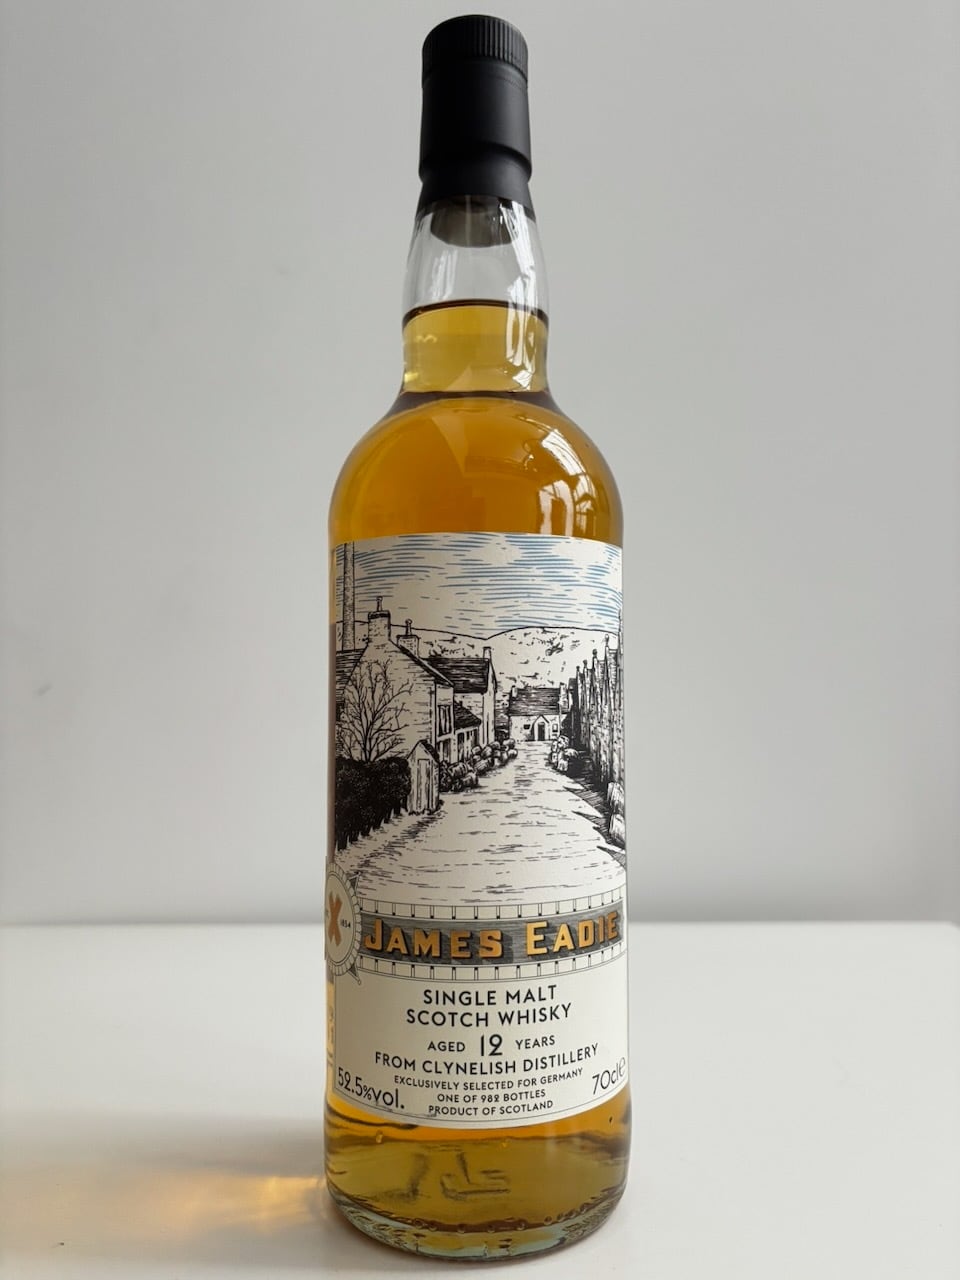 X
1854
JAMES EADIE
SINGLE MALT
SCOTCH WHISKY
AGED 12 YEARS
FROM CLYNELISH DISTILLERY
EXCLUSIVELY SELECTED FOR GERMANY
52.5%vol.
ONE OF 982 BOTTLES
70cl e
PRODUCT OF SCOTLAND